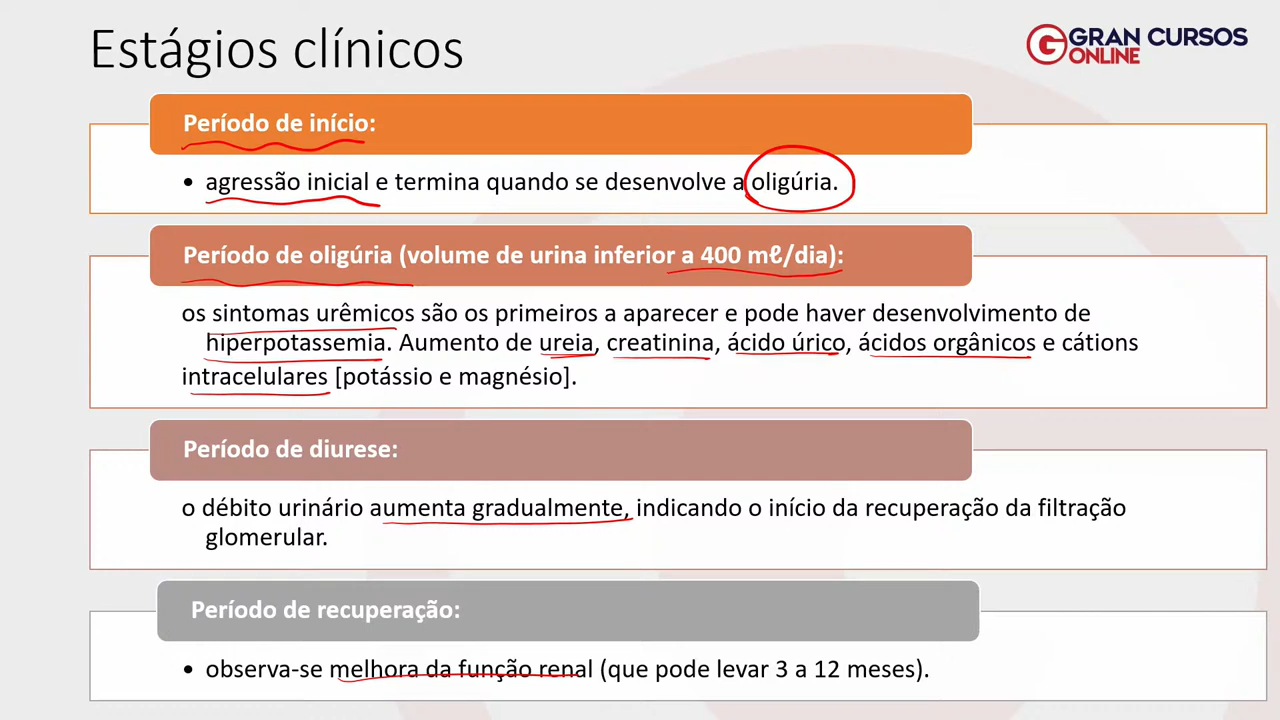 Estágios clínicos
GRAN CURSOS
ONLINE
Período de início:
• agressão inicial e termina quando se desenvolve a oligúria.
Período de oligúria (volume de urina inferior a 400 mℓ/dia):
os sintomas urêmicos são os primeiros a aparecer e pode haver desenvolvimento de
hiperpotassemia. Aumento de ureia, creatinina, ácido úrico, ácidos orgânicos e cátions
intracelulares [potássio e magnésio].
Período de diurese:
o débito urinário aumenta gradualmente, indicando o início da recuperação da filtração
glomerular.
Período de recuperação:
• observa-se melhora da função renal (que pode levar 3 a 12 meses).